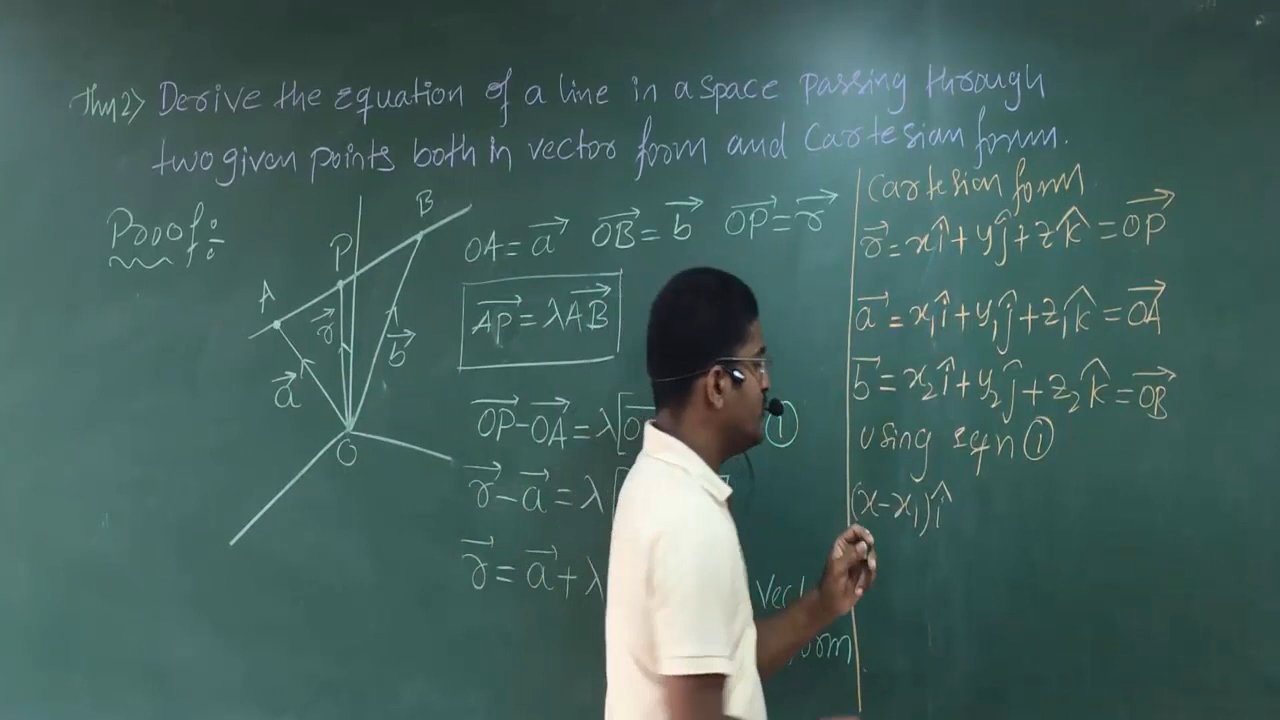 Thm 2) Derive the Equation of a line in a space passing through
two given points both in vector form and Cartesian form.
Proof:
A
P
B
a⃗
r⃗
b⃗
O
OA = a⃗ OB⃗ = b⃗ OP⃗ = r⃗
AP⃗ = λAB⃗
OP⃗ - OA⃗ = λ[ ①
r⃗ - a⃗ = λ[
r⃗ = a⃗ + λ
form
Cartesian form
r⃗ = xî + yĵ + zk̂ = OP⃗
a⃗ = x₁î + y₁ĵ + z₁k̂ = OA⃗
b⃗ = x₂î + y₂ĵ + z₂k̂ = OB⃗
using eqn ①
(x - x₁)î